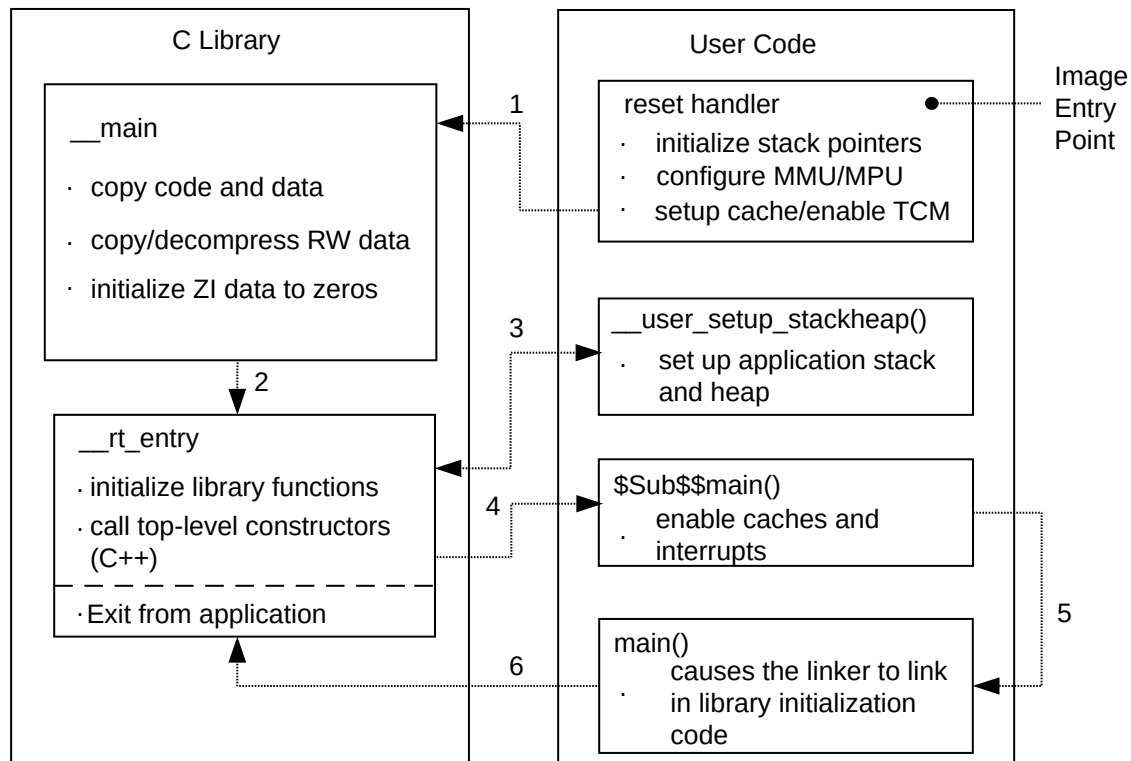 C Library
__main
· copy code and data
· copy/decompress RW data
· initialize ZI data to zeros
2
__rt_entry
· initialize library functions
· call top-level constructors
(C++)
· Exit from application
1
3
4
6
User Code
reset handler
· initialize stack pointers
· configure MMU/MPU
· setup cache/enable TCM
Image
Entry
Point
__user_setup_stackheap()
· set up application stack
and heap
$Sub$$main()
· enable caches and
interrupts
5
main()
· causes the linker to link
in library initialization
code